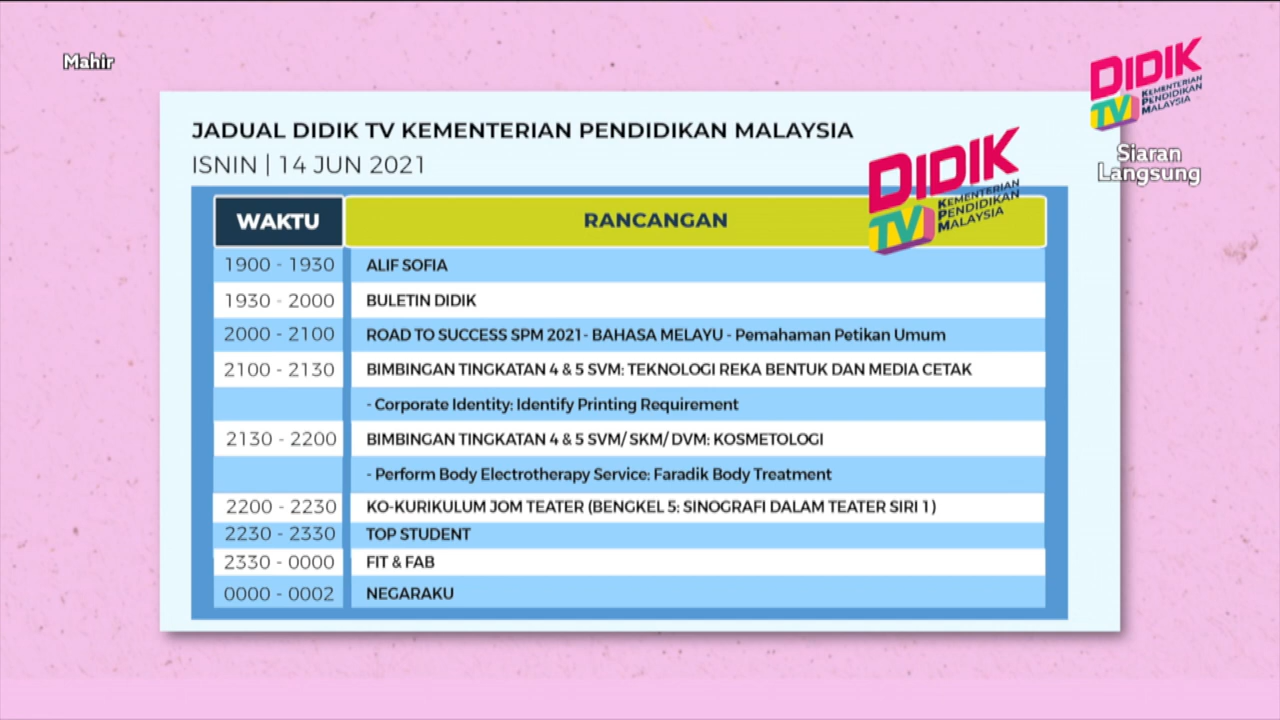 Mahir
DIDIK
TV KEMENTERIAN
PENDIDIKAN
MALAYSIA
Siaran
Langsung
JADUAL DIDIK TV KEMENTERIAN PENDIDIKAN MALAYSIA
ISNIN | 14 JUN 2021
DIDIK
TV KEMENTERIAN
PENDIDIKAN
MALAYSIA
WAKTU RANCANGAN
1900 - 1930 ALIF SOFIA
1930 - 2000 BULETIN DIDIK
2000 - 2100 ROAD TO SUCCESS SPM 2021- BAHASA MELAYU - Pemahaman Petikan Umum
2100 - 2130 BIMBINGAN TINGKATAN 4 & 5 SVM: TEKNOLOGI REKA BENTUK DAN MEDIA CETAK
- Corporate Identity: Identify Printing Requirement
2130 - 2200 BIMBINGAN TINGKATAN 4 & 5 SVM/ SKM/ DVM: KOSMETOLOGI
- Perform Body Electrotherapy Service: Faradik Body Treatment
2200 - 2230 KO-KURIKULUM JOM TEATER (BENGKEL 5: SINOGRAFI DALAM TEATER SIRI 1 )
2230 - 2330 TOP STUDENT
2330 - 0000 FIT & FAB
0000 - 0002 NEGARAKU